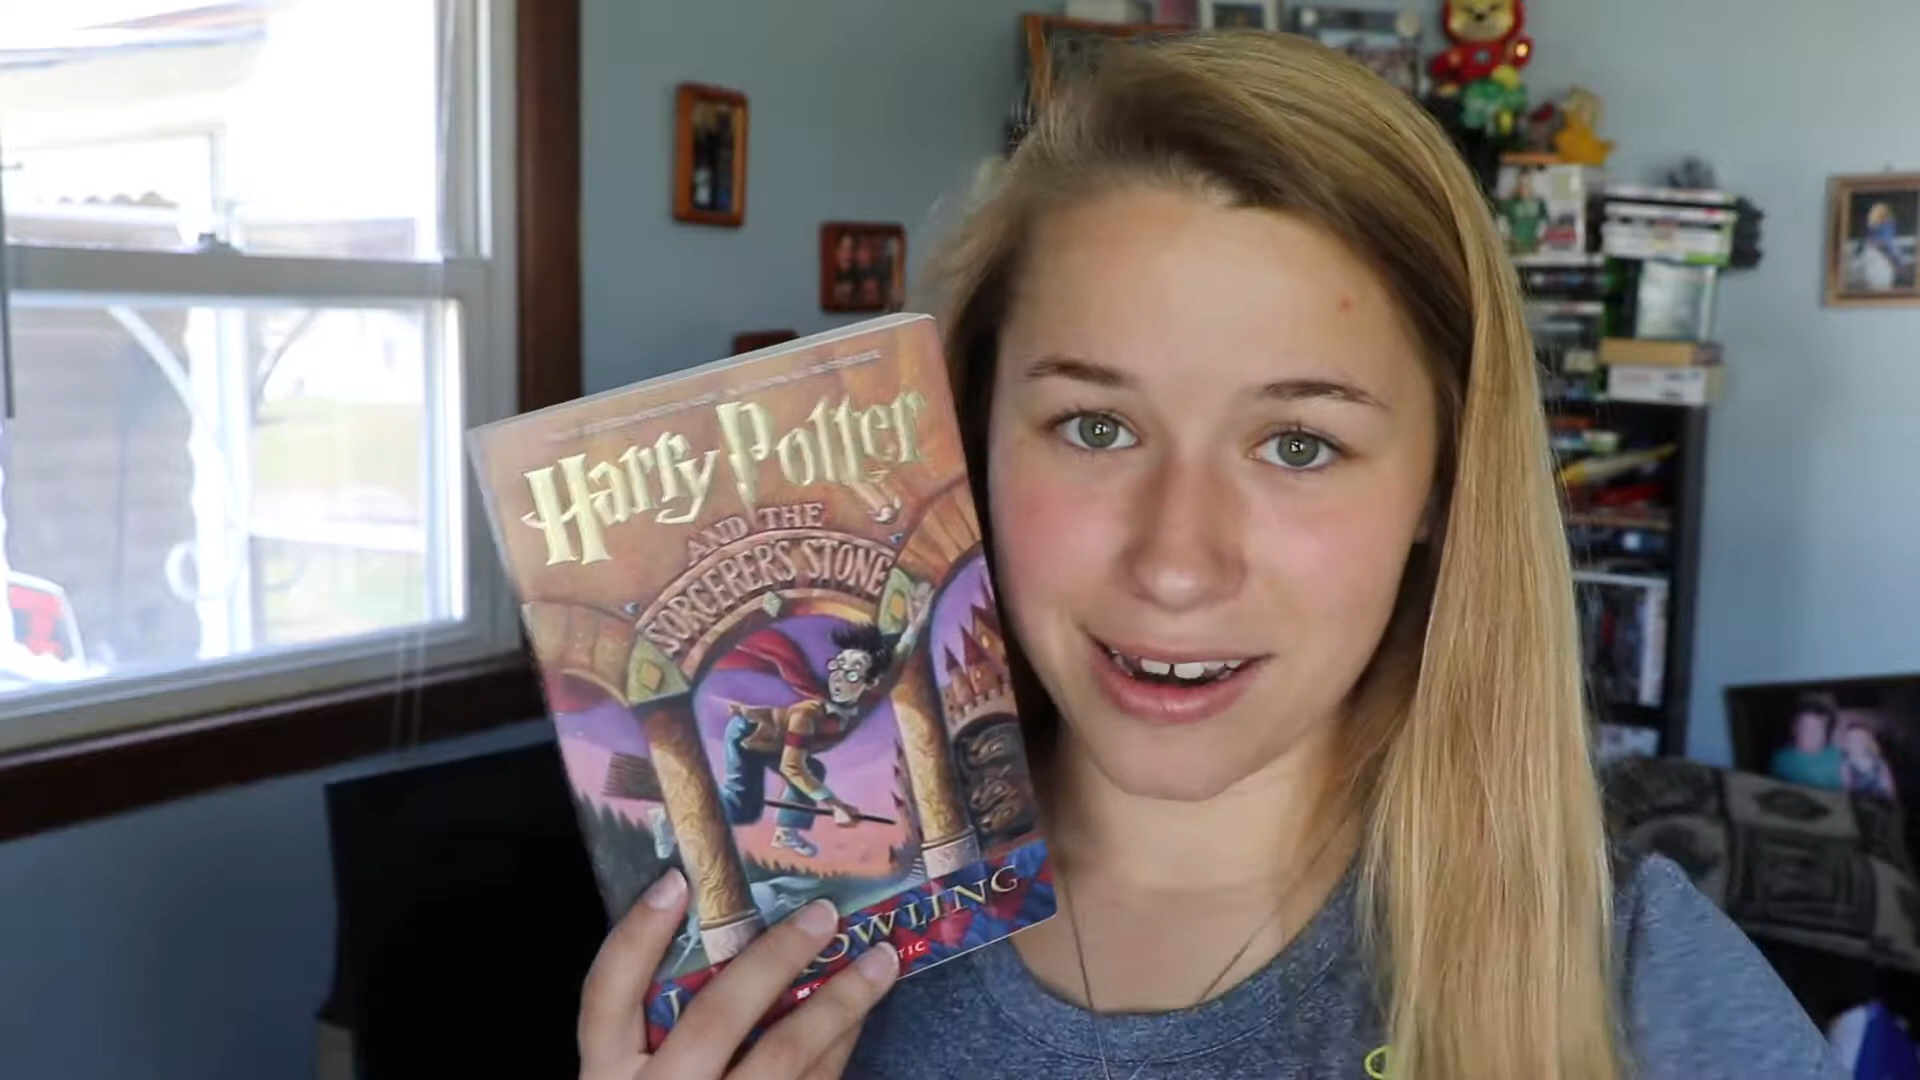 Harry Potter
AND THE
SORCERER'S STONE
ROWLING